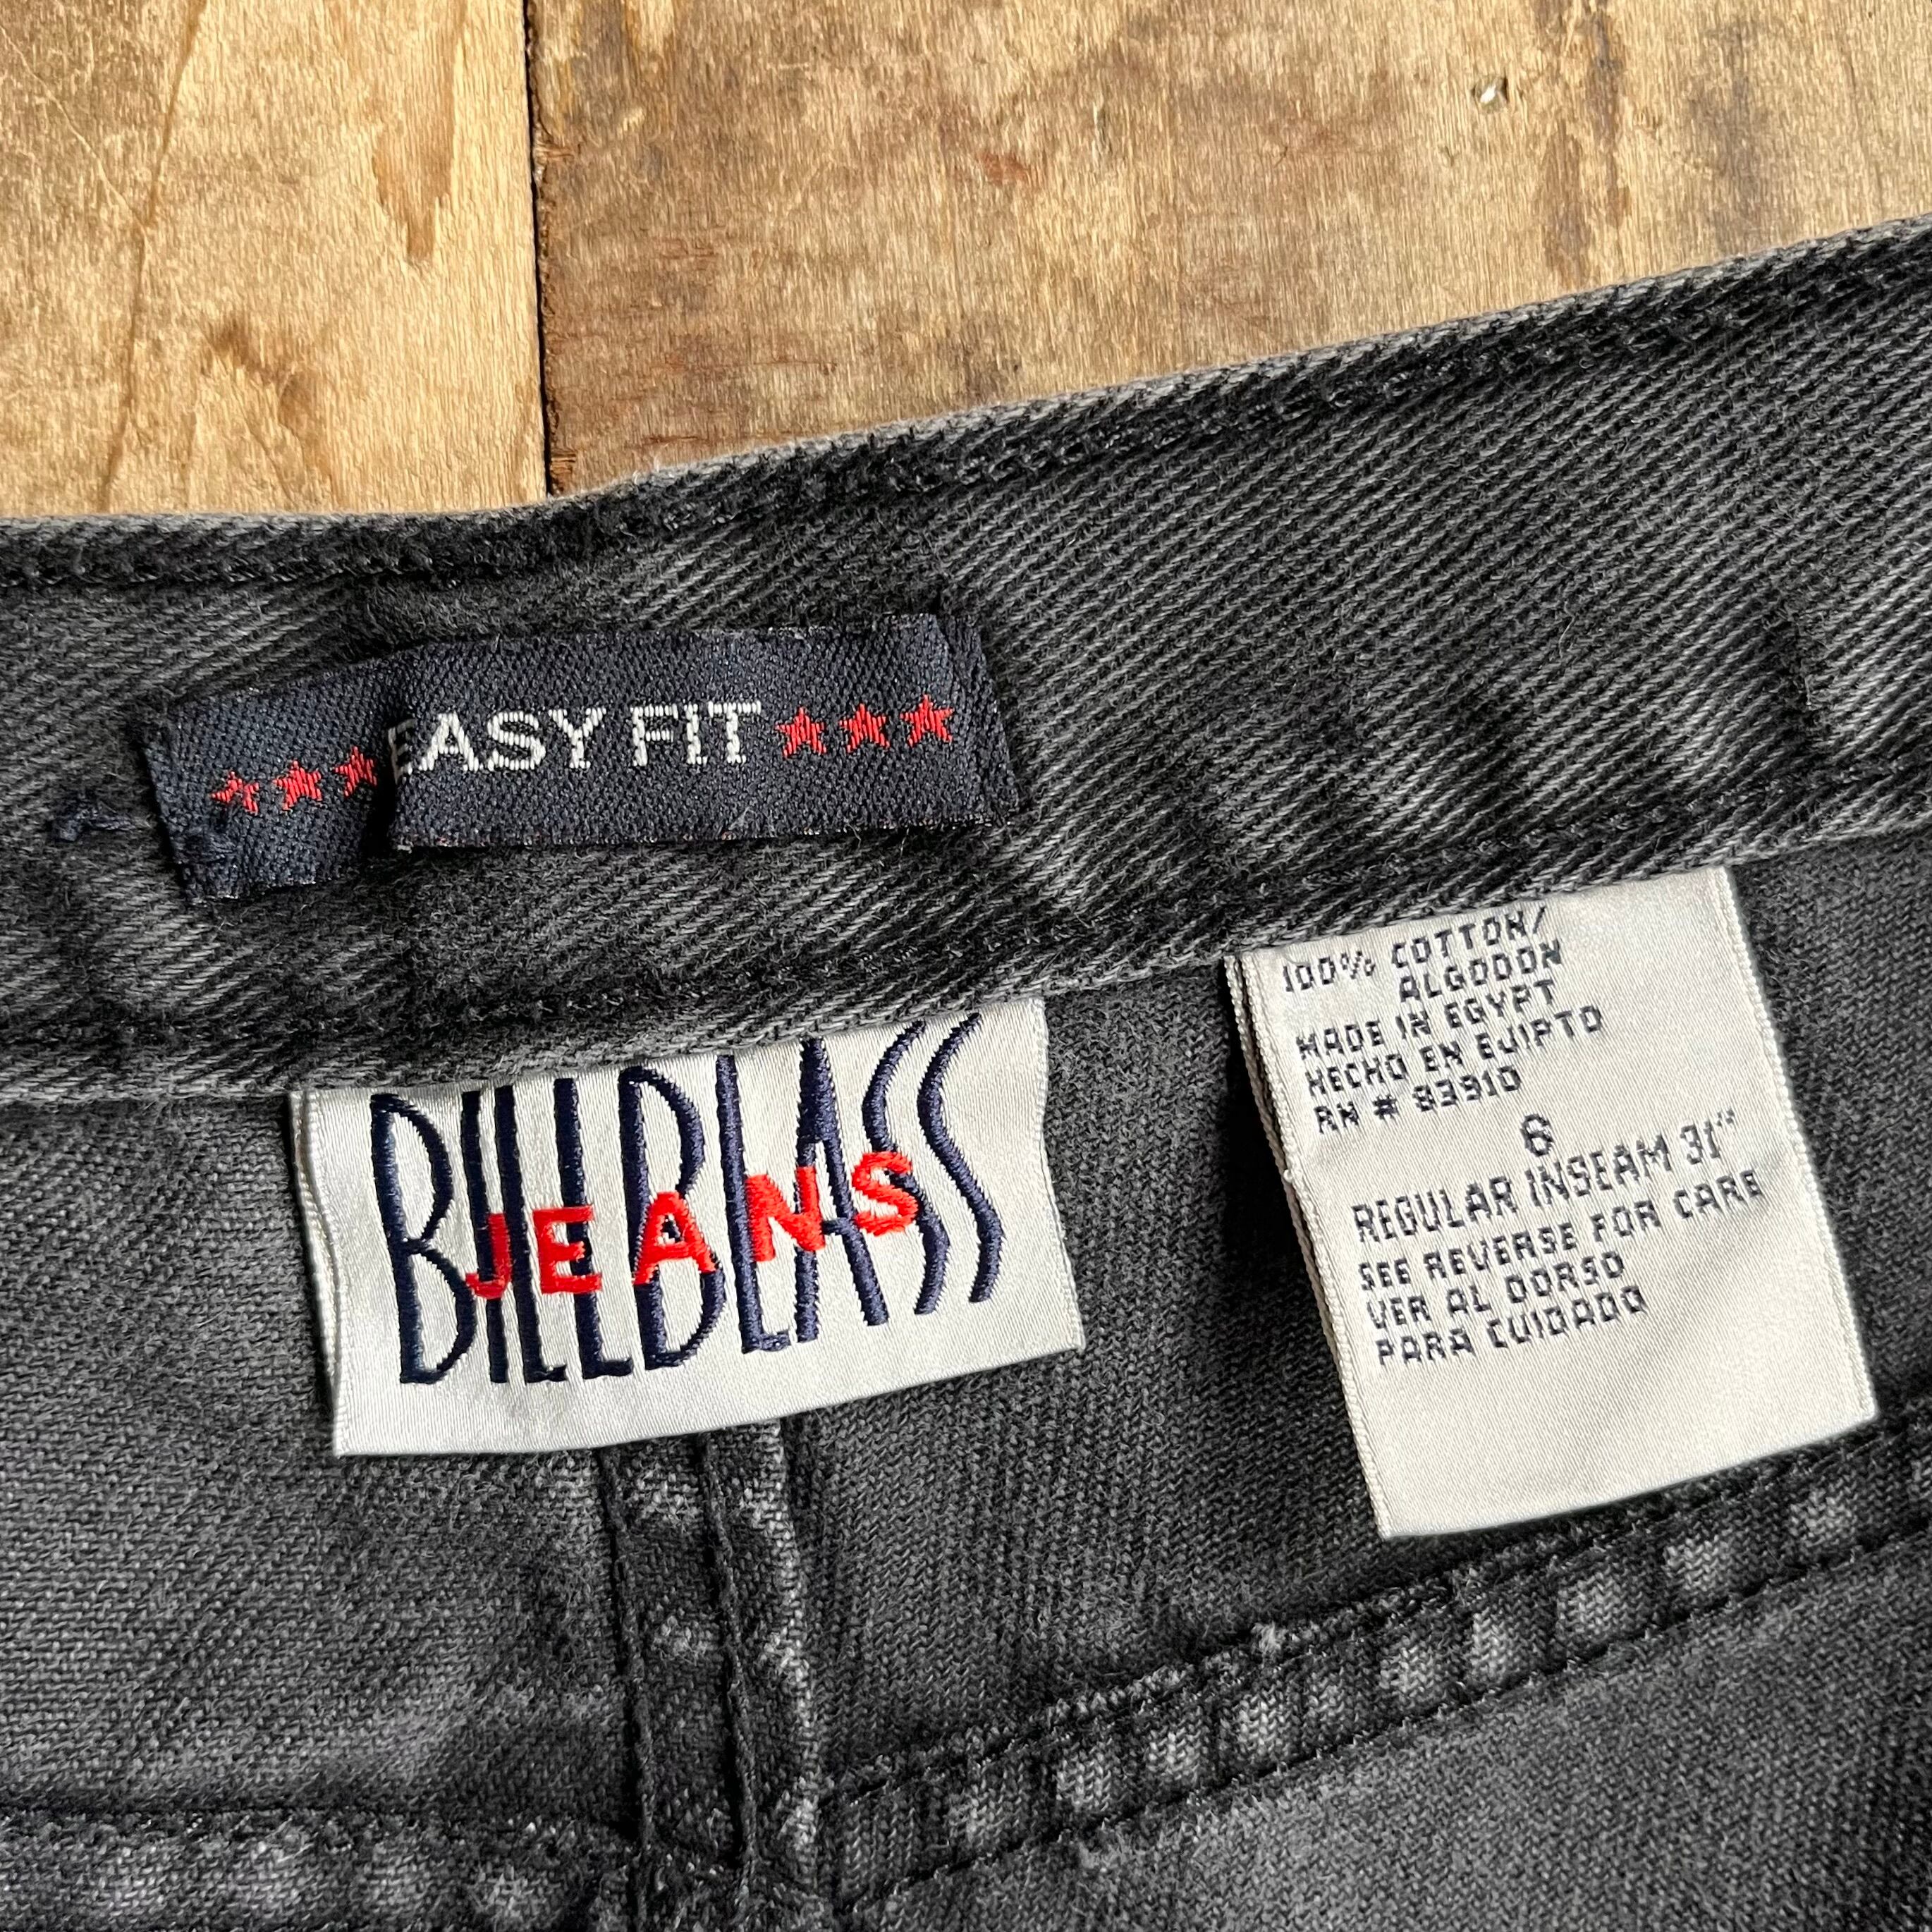 ★★★ EASY FIT ★★★
BILL BLASS
JEANS
100% COTTON/
ALGODON
MADE IN EGYPT
HECHO EN EJIPTO
RN # 83910
6
REGULAR INSEAM 31"
SEE REVERSE FOR CARE
VER AL DORSO
PARA CUIDADO